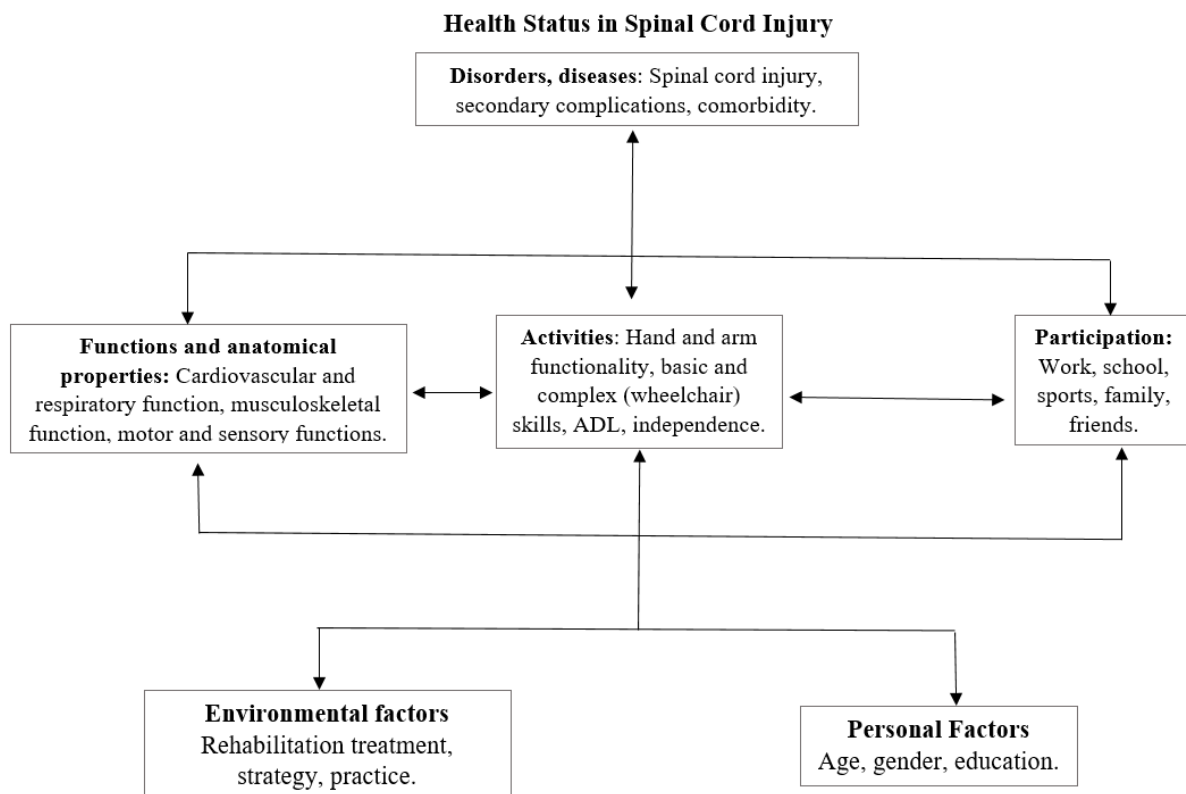 Health Status in Spinal Cord Injury
Disorders, diseases: Spinal cord injury,
secondary complications, comorbidity.
Functions and anatomical
properties: Cardiovascular and
respiratory function, musculoskeletal
function, motor and sensory functions.
Activities: Hand and arm
functionality, basic and
complex (wheelchair)
skills, ADL, independence.
Participation:
Work, school,
sports, family,
friends.
Environmental factors
Rehabilitation treatment,
strategy, practice.
Personal Factors
Age, gender, education.